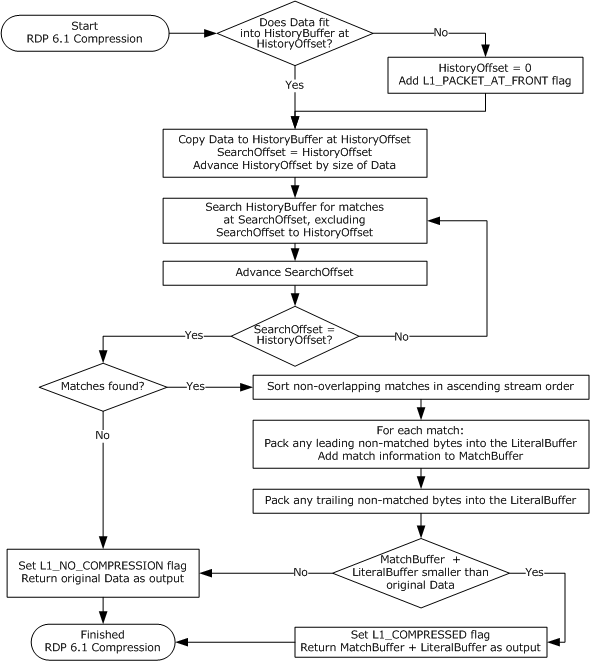 Start
RDP 6.1 Compression
Does Data fit
into HistoryBuffer at
HistoryOffset?
No
HistoryOffset = 0
Add L1_PACKET_AT_FRONT flag
Yes
Copy Data to HistoryBuffer at HistoryOffset
SearchOffset = HistoryOffset
Advance HistoryOffset by size of Data
Search HistoryBuffer for matches
at SearchOffset, excluding
SearchOffset to HistoryOffset
Advance SearchOffset
SearchOffset =
HistoryOffset?
Yes
No
Matches found?
Yes
Sort non-overlapping matches in ascending stream order
No
For each match:
Pack any leading non-matched bytes into the LiteralBuffer
Add match information to MatchBuffer
Pack any trailing non-matched bytes into the LiteralBuffer
MatchBuffer +
LiteralBuffer smaller than
original Data
No
Yes
Set L1_NO_COMPRESSION flag
Return original Data as output
Finished
RDP 6.1 Compression
Set L1_COMPRESSED flag
Return MatchBuffer + LiteralBuffer as output